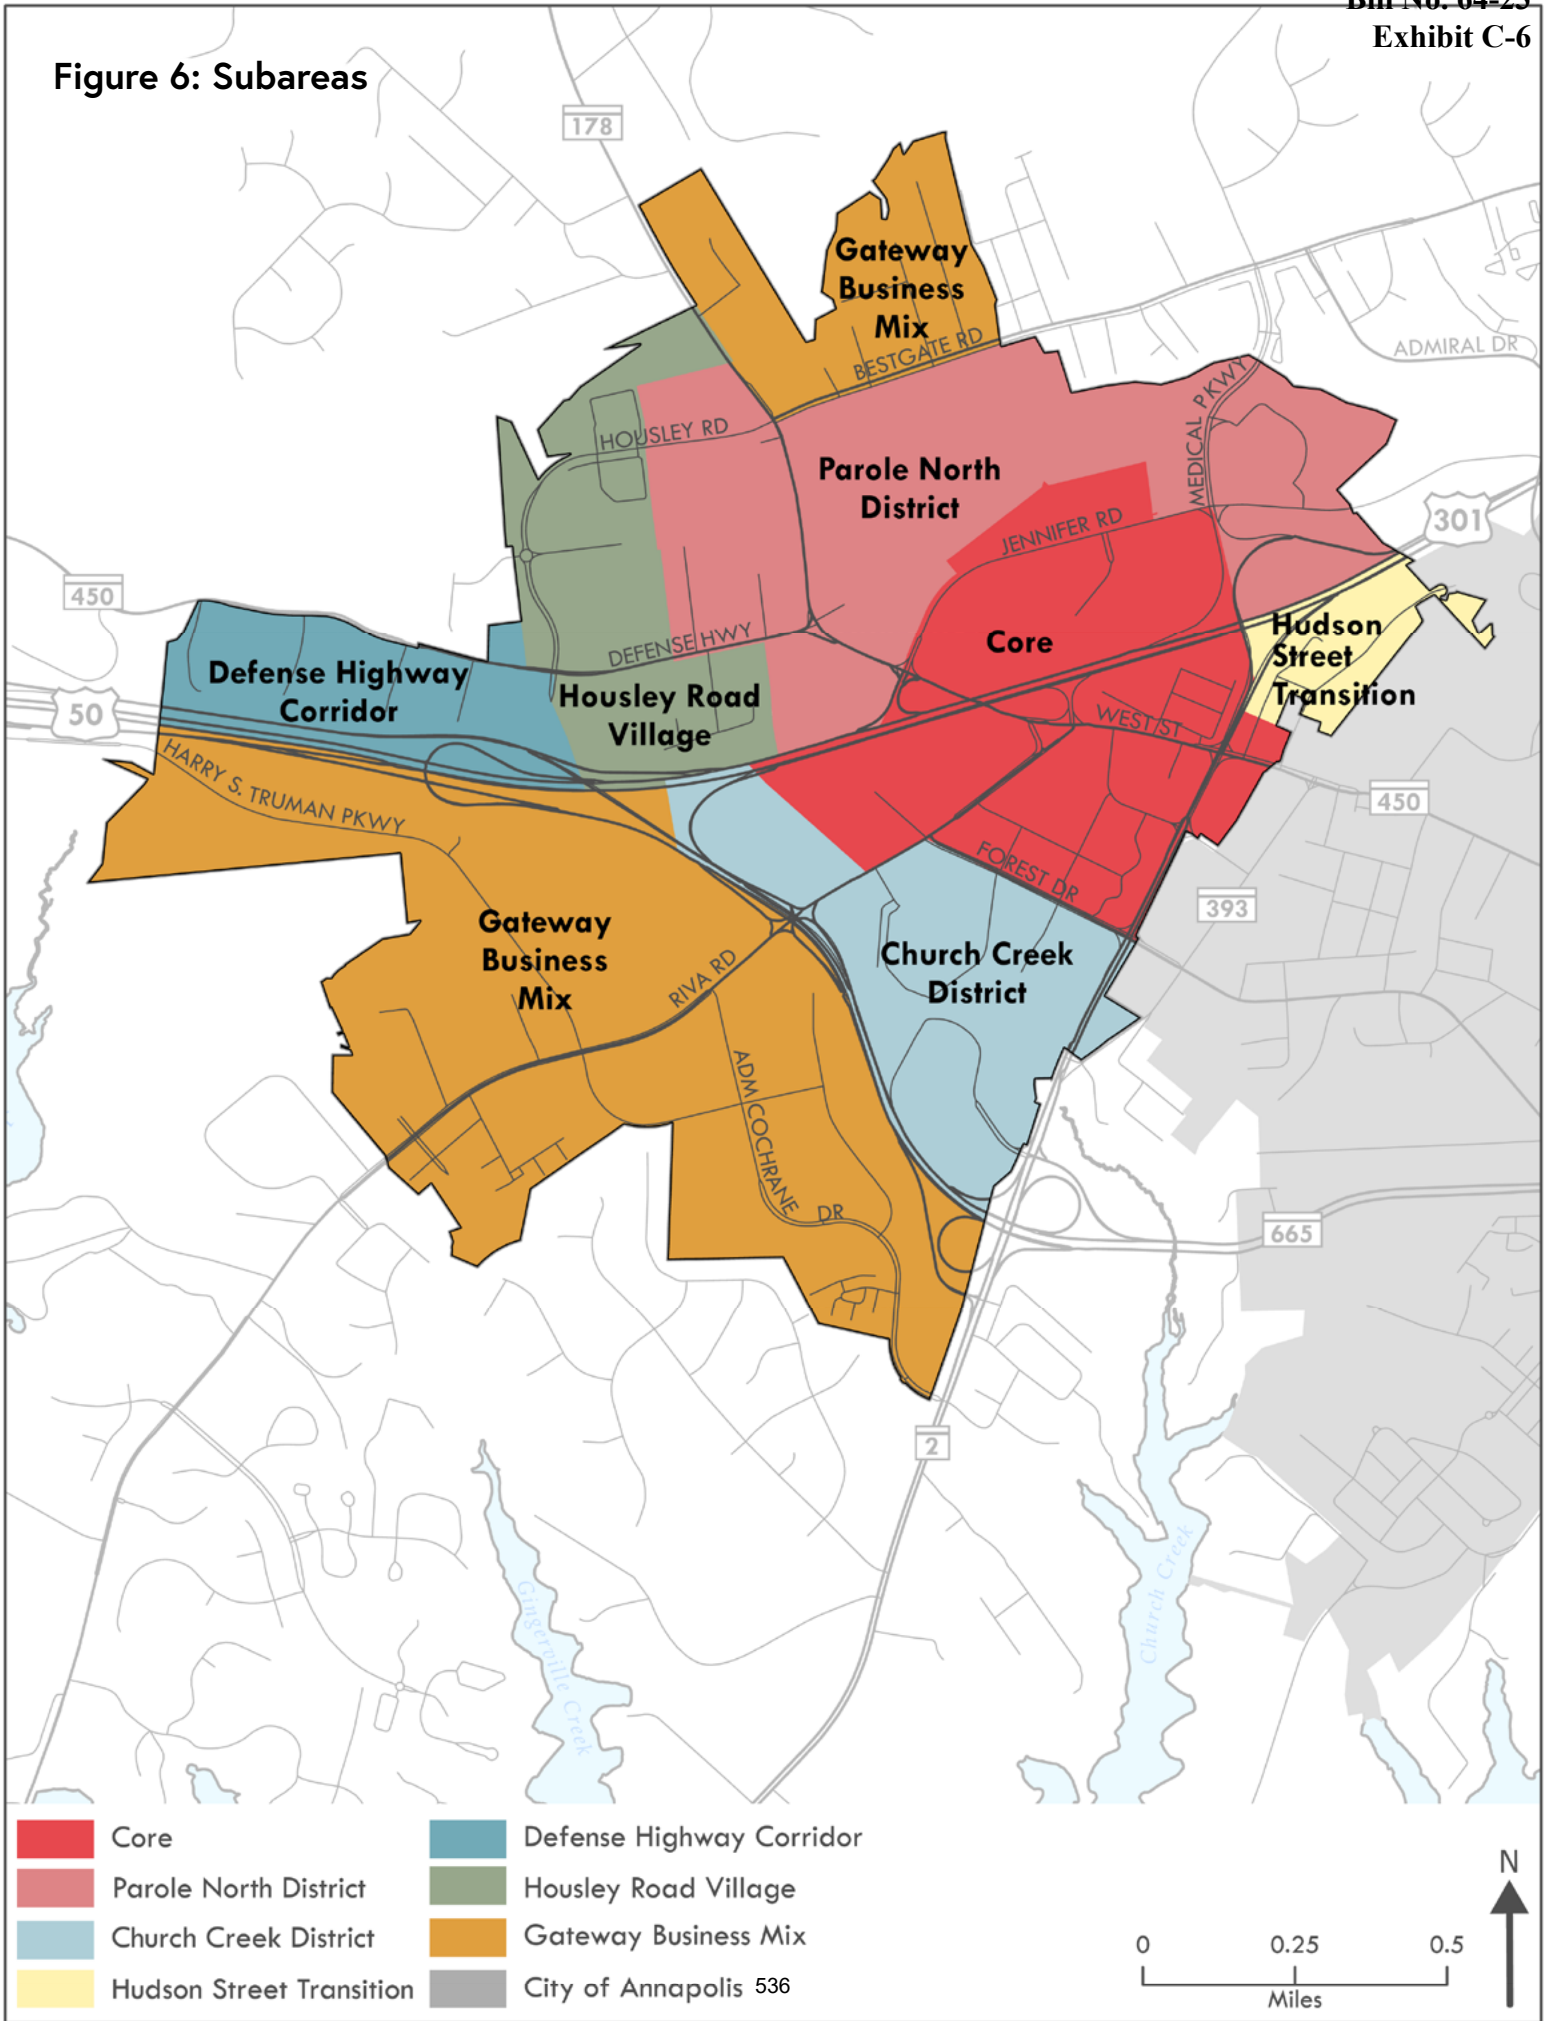 Bill No. 64-23
Exhibit C-6
Figure 6: Subareas
178
Gateway
Business
Mix
BESTGATE RD
ADMIRAL DR
MEDICAL PKWY
HOUSLEY RD
Parole North
District
301
JENNIFER RD
450
Hudson
Street
Transition
Core
DEFENSE HWY
Defense Highway
Corridor
Housley Road
Village
50
WEST ST
HARRY S. TRUMAN PKWY
450
FOREST DR
393
Gateway
Business
Mix
Church Creek
District
RIVA RD
ADM COCHRANE DR
665
2
Gingerville Creek
Church Creek
Core
Parole North District
Church Creek District
Hudson Street Transition
Defense Highway Corridor
Housley Road Village
Gateway Business Mix
City of Annapolis 536
N
0 0.25 0.5
Miles